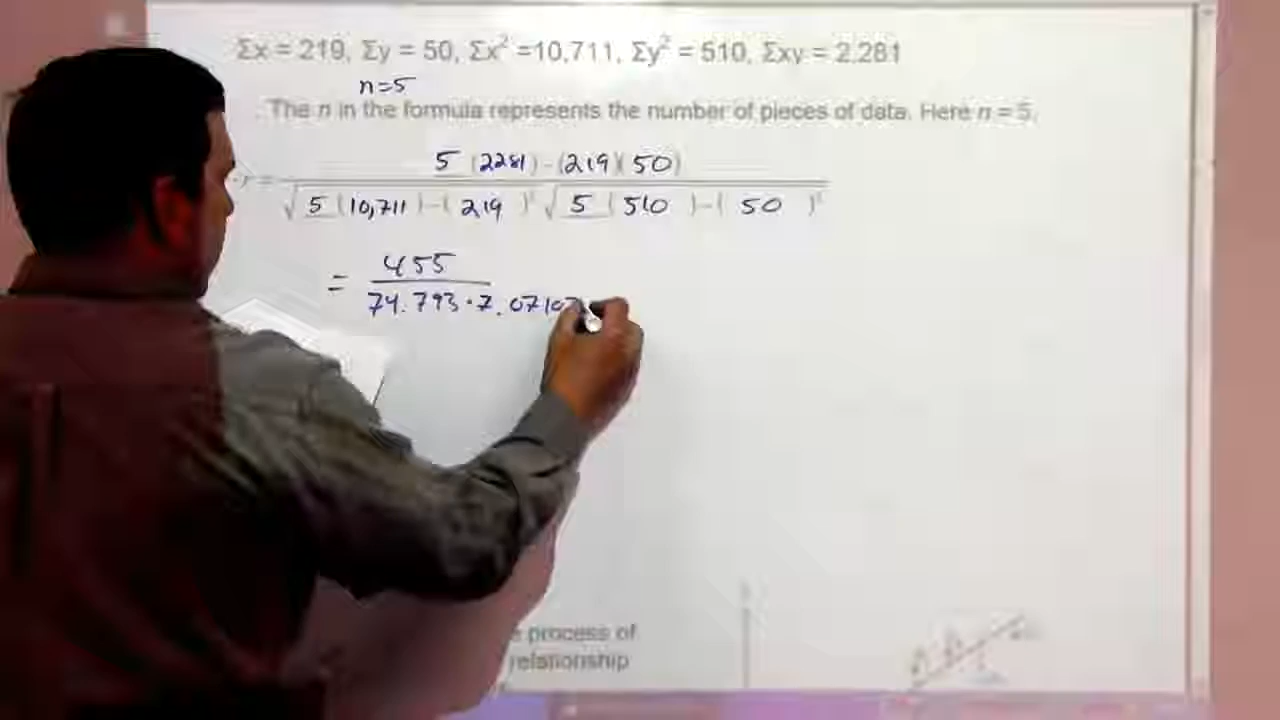 Σx = 219, Σy = 50, Σx² =10,711, Σy² = 510, Σxy = 2,281
n=5
The n in the formula represents the number of pieces of data. Here n = 5.
5 (2281) - (219)(50)
r =
√5 (10,711) - ( 219 )² √5 ( 510 ) - ( 50 )²
= 455
74.793 · 7.07107
process of
relationship